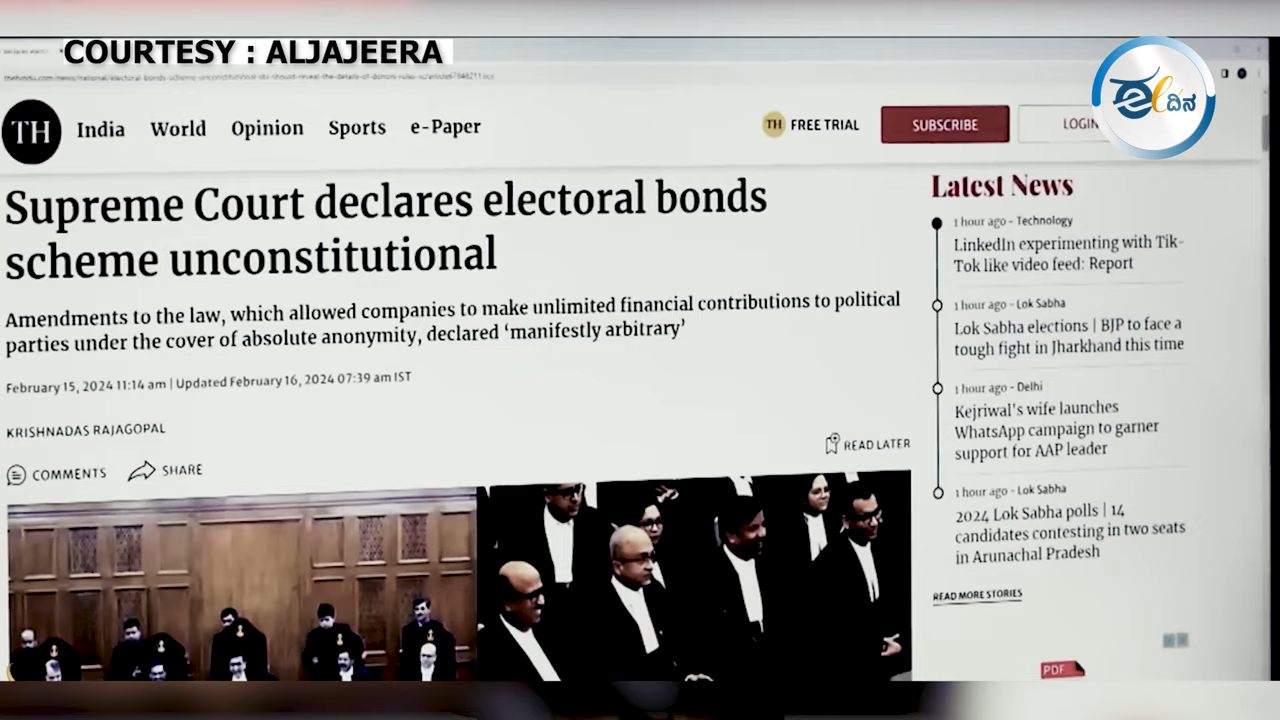 COURTESY : ALJAJEERA
ಈ e ದಿನ
TH
India World Opinion Sports e-Paper
TH FREE TRIAL
SUBSCRIBE
LOGIN
Supreme Court declares electoral bonds
scheme unconstitutional
Amendments to the law, which allowed companies to make unlimited financial contributions to political
parties under the cover of absolute anonymity, declared ‘manifestly arbitrary’
February 15, 2024 11:14 am | Updated February 16, 2024 07:39 am IST
KRISHNADAS RAJAGOPAL
COMMENTS SHARE
READ LATER
Latest News
1 hour ago - Technology
LinkedIn experimenting with Tik-
Tok like video feed: Report
1 hour ago - Lok Sabha
Lok Sabha elections | BJP to face a
tough fight in Jharkhand this time
1 hour ago - Delhi
Kejriwal's wife launches
WhatsApp campaign to garner
support for AAP leader
1 hour ago - Lok Sabha
2024 Lok Sabha polls | 14
candidates contesting in two seats
in Arunachal Pradesh
READ MORE STORIES
PDF